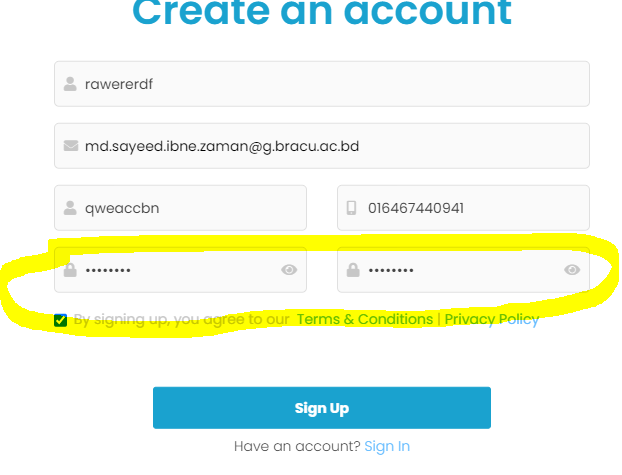 Create an account
rawererdf
md.sayeed.ibne.zaman@g.bracu.ac.bd
qweaccbn 016467440941
•••••••• ••••••••
By signing up, you agree to our Terms & Conditions | Privacy Policy
Sign Up
Have an account? Sign In